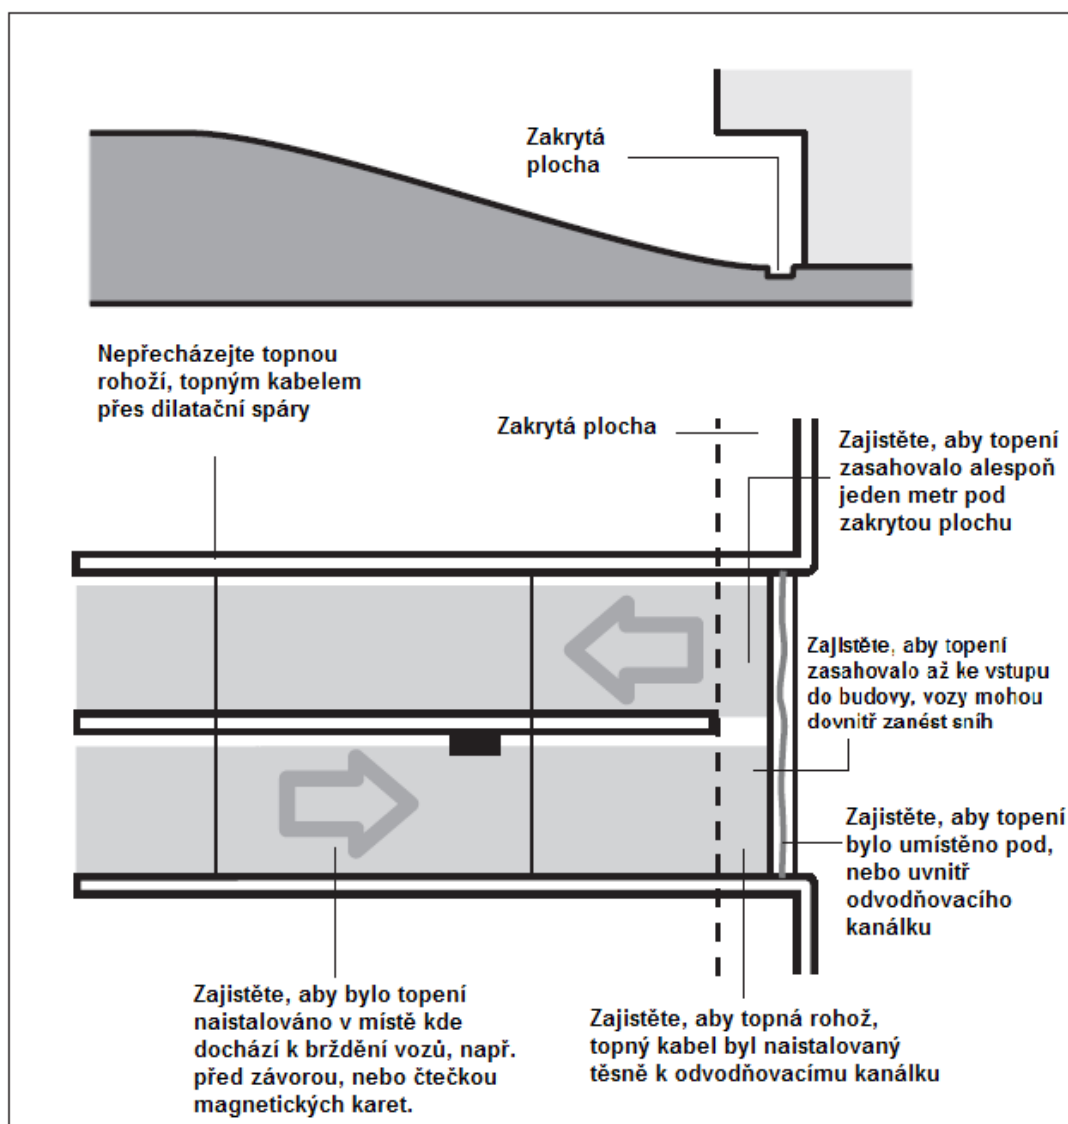 Zakrytá
plocha
Nepřecházejte topnou
rohoží, topným kabelem
přes dilatační spáry
Zakrytá plocha
Zajistěte, aby topení
zasahovalo alespoň
jeden metr pod
zakrytou plochu
Zajistěte, aby topení
zasahovalo až ke vstupu
do budovy, vozy mohou
dovnitř zanést sníh
Zajistěte, aby topení
bylo umístěno pod,
nebo uvnitř
odvodňovacího
kanálku
Zajistěte, aby bylo topení
naistalováno v místě kde
dochází k brždění vozů, např.
před závorou, nebo čtečkou
magnetických karet.
Zajistěte, aby topná rohož,
topný kabel byl naistalovaný
těsně k odvodňovacímu kanálku